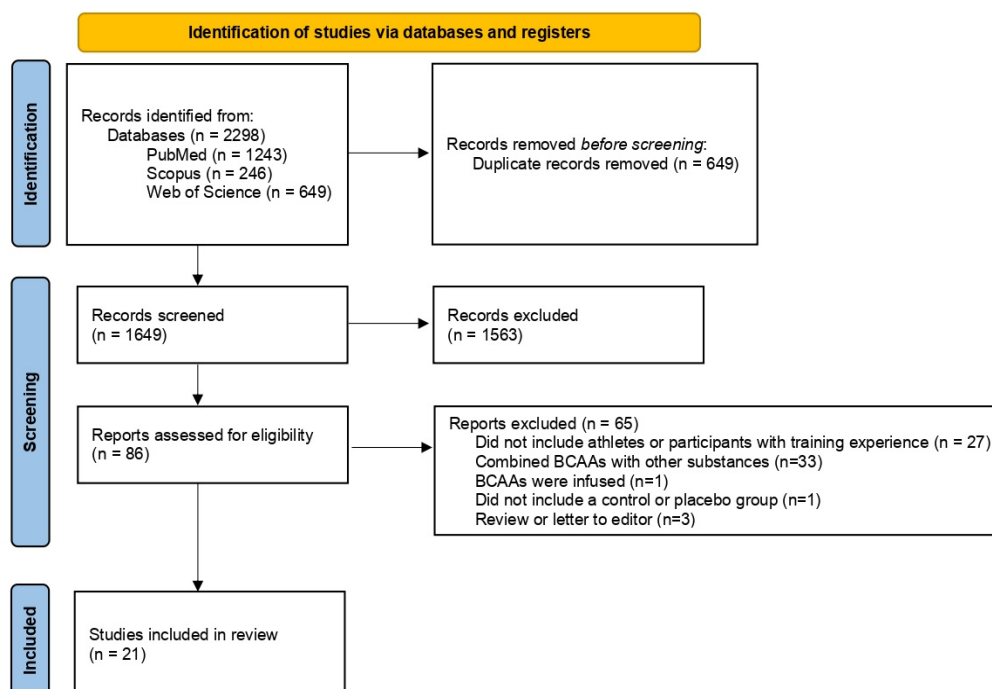 Identification of studies via databases and registers
Identification
Records identified from:
Databases (n = 2298)
PubMed (n = 1243)
Scopus (n = 246)
Web of Science (n = 649)
Records removed before screening:
Duplicate records removed (n = 649)
Screening
Records screened
(n = 1649)
Records excluded
(n = 1563)
Reports assessed for eligibility
(n = 86)
Reports excluded (n = 65)
Did not include athletes or participants with training experience (n = 27)
Combined BCAAs with other substances (n=33)
BCAAs were infused (n=1)
Did not include a control or placebo group (n=1)
Review or letter to editor (n=3)
Included
Studies included in review
(n = 21)